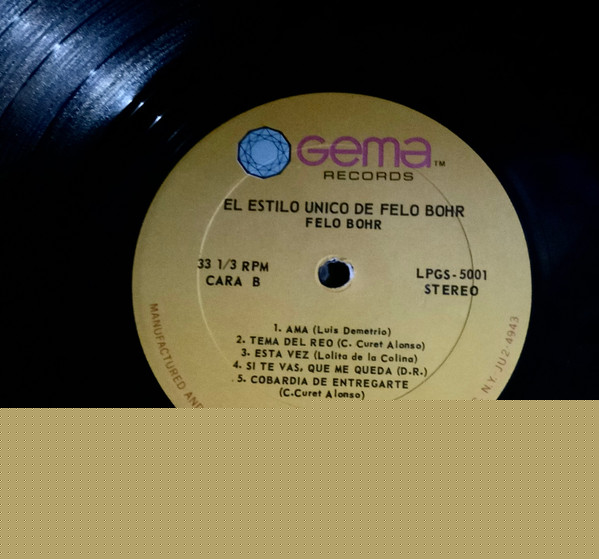 Gema™
RECORDS
EL ESTILO UNICO DE FELO BOHR
FELO BOHR
33 1/3 RPM
CARA B
LPGS-5001
STEREO
1. AMA (Luis Demetrio)
2. TEMA DEL REO (C. Curet Alonso)
3. ESTA VEZ (Lolita de la Colina)
4. SI TE VAS, QUE ME QUEDA (D.R.)
5. COBARDIA DE ENTREGARTE
(C.Curet Alonso)
MANUFACTURED AND
N.Y. JU2-4943